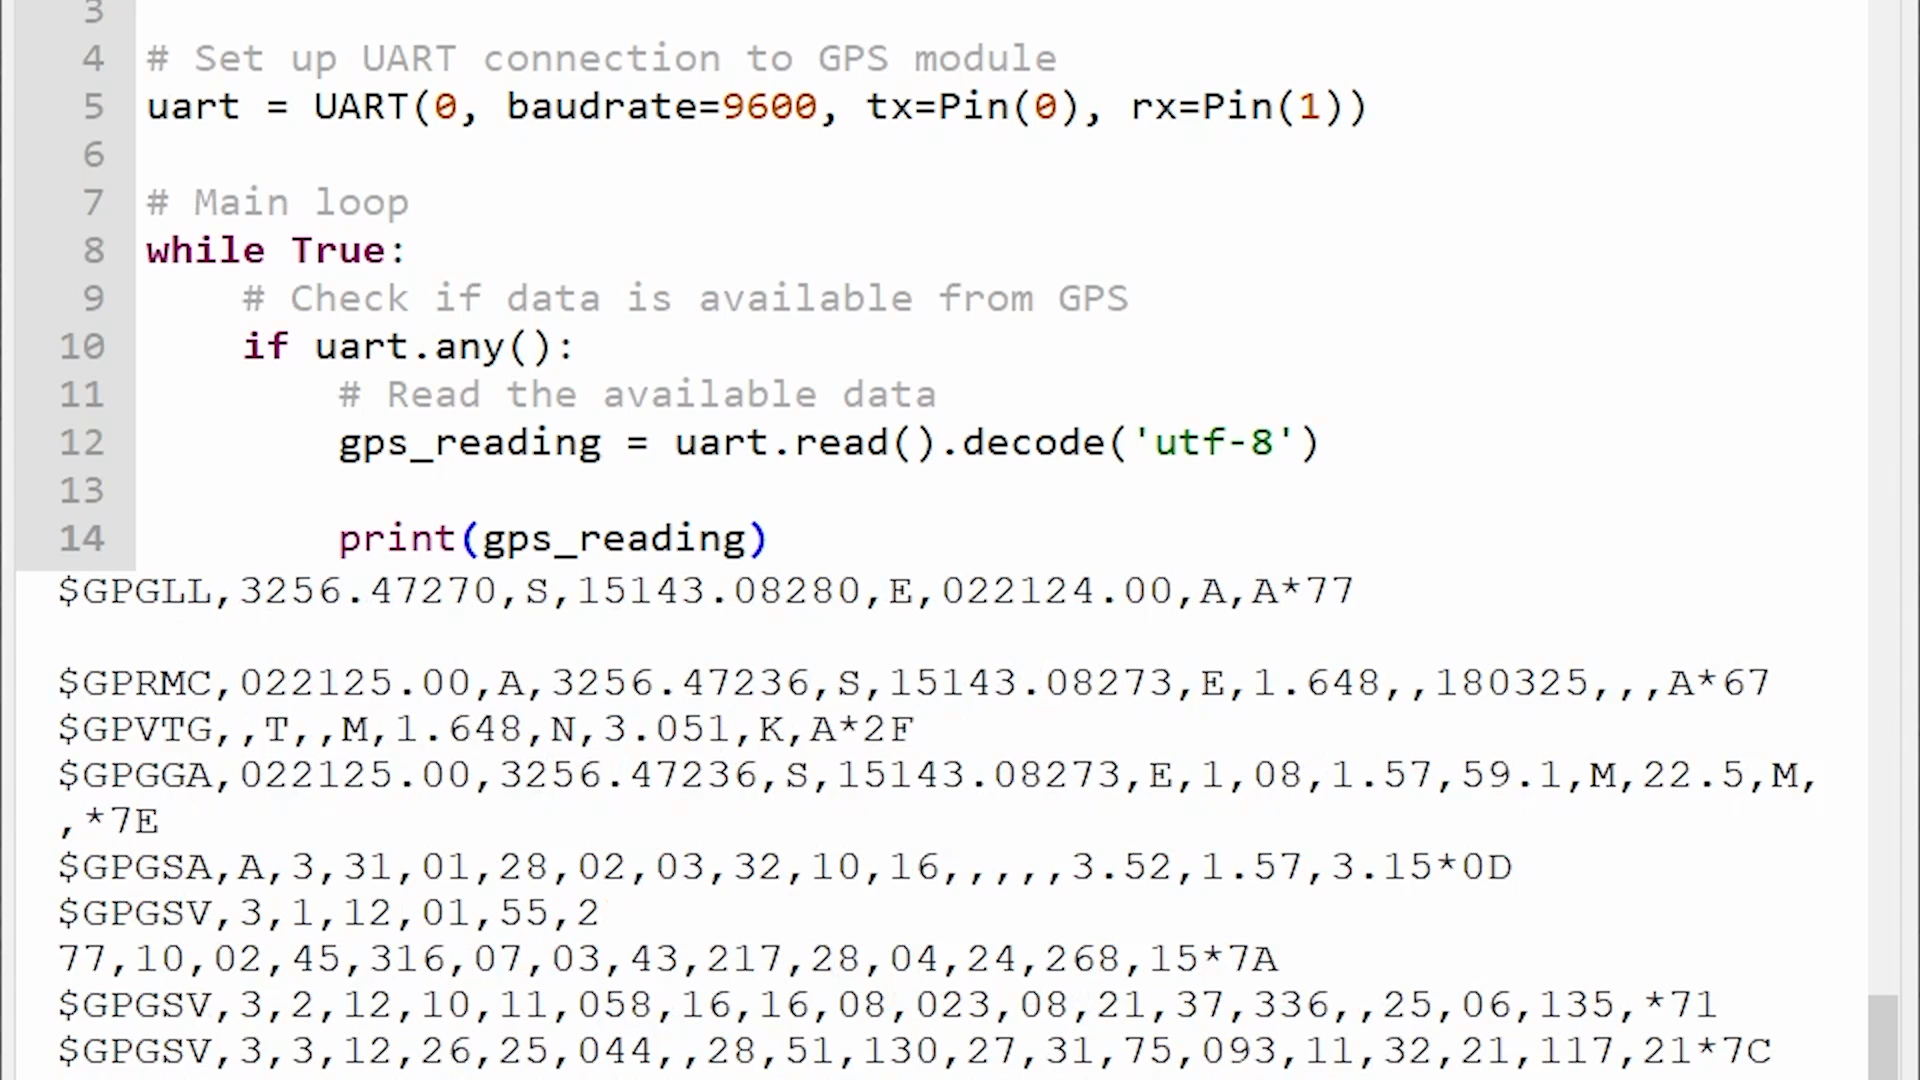 3
4 # Set up UART connection to GPS module
5 uart = UART(0, baudrate=9600, tx=Pin(0), rx=Pin(1))
6
7 # Main loop
8 while True:
9 # Check if data is available from GPS
10 if uart.any():
11 # Read the available data
12 gps_reading = uart.read().decode('utf-8')
13
14 print(gps_reading)
$GPGLL,3256.47270,S,15143.08280,E,022124.00,A,A*77
$GPRMC,022125.00,A,3256.47236,S,15143.08273,E,1.648,,180325,,,A*67
$GPVTG,,T,,M,1.648,N,3.051,K,A*2F
$GPGGA,022125.00,3256.47236,S,15143.08273,E,1,08,1.57,59.1,M,22.5,M,
,*7E
$GPGSA,A,3,31,01,28,02,03,32,10,16,,,,,3.52,1.57,3.15*0D
$GPGSV,3,1,12,01,55,2
77,10,02,45,316,07,03,43,217,28,04,24,268,15*7A
$GPGSV,3,2,12,10,11,058,16,16,08,023,08,21,37,336,,25,06,135,*71
$GPGSV,3,3,12,26,25,044,,28,51,130,27,31,75,093,11,32,21,117,21*7C